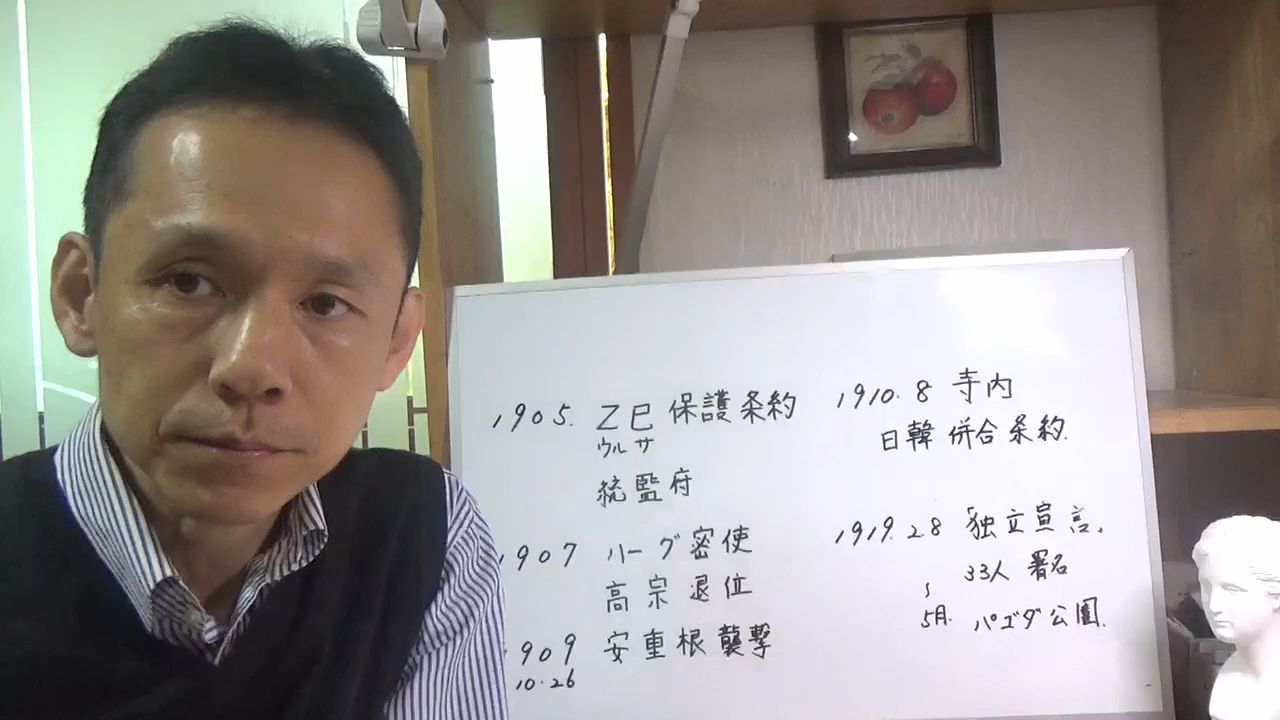 1905. 乙巳 保護条約
ウルサ
統監府
1907 ハーグ密使
高宗退位
1909 安重根襲撃
10.26
1910.8 寺内
日韓併合条約.
1919.2.8 独立宣言.
33人 署名
5月. パゴダ公園.